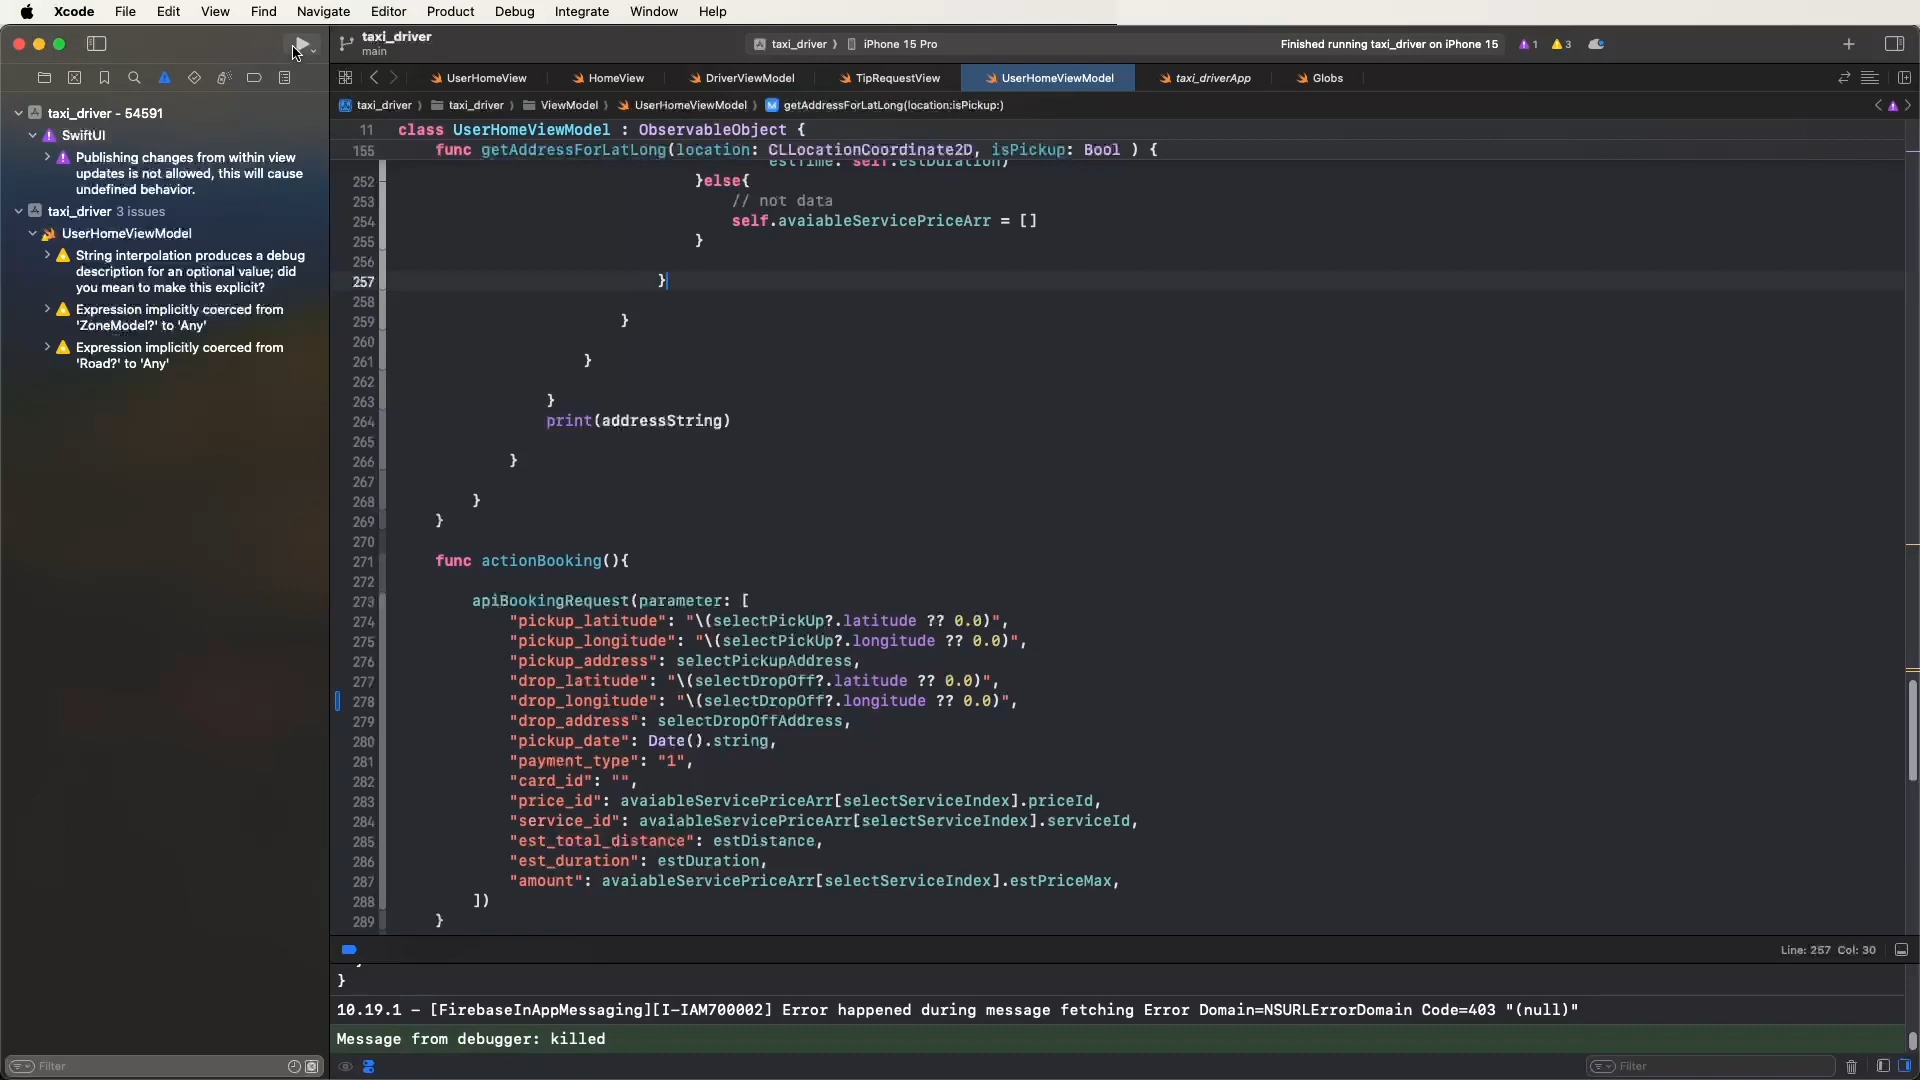 Xcode File Edit View Find Navigate Editor Product Debug Integrate Window Help
taxi_driver
main
taxi_driver iPhone 15 Pro
Finished running taxi_driver on iPhone 15 1 3
UserHomeView HomeView DriverViewModel TipRequestView UserHomeViewModel taxi_driverApp Globs
taxi_driver taxi_driver ViewModel UserHomeViewModel M getAddressForLatLong(location:isPickup:)
taxi_driver - 54591
SwiftUI
Publishing changes from within view
updates is not allowed, this will cause
undefined behavior.
taxi_driver 3 issues
UserHomeViewModel
String interpolation produces a debug
description for an optional value; did
you mean to make this explicit?
Expression implicitly coerced from
'ZoneModel?' to 'Any'
Expression implicitly coerced from
'Road?' to 'Any'
Filter
11 class UserHomeViewModel : ObservableObject {
155 func getAddressForLatLong(location: CLLocationCoordinate2D, isPickup: Bool ) {
estTime: self.estDuration)
252 }else{
253 // not data
254 self.avaiableServicePriceArr = []
255 }
256
257 }
258
259 }
260
261 }
262
263 }
264 print(addressString)
265
266 }
267
268 }
269 }
270
271 func actionBooking(){
272
273 apiBookingRequest(parameter: [
274 "pickup_latitude": "\(selectPickUp?.latitude ?? 0.0)",
275 "pickup_longitude": "\(selectPickUp?.longitude ?? 0.0)",
276 "pickup_address": selectPickupAddress,
277 "drop_latitude": "\(selectDropOff?.latitude ?? 0.0)",
278 "drop_longitude": "\(selectDropOff?.longitude ?? 0.0)",
279 "drop_address": selectDropOffAddress,
280 "pickup_date": Date().string,
281 "payment_type": "1",
282 "card_id": "",
283 "price_id": avaiableServicePriceArr[selectServiceIndex].priceId,
284 "service_id": avaiableServicePriceArr[selectServiceIndex].serviceId,
285 "est_total_distance": estDistance,
286 "est_duration": estDuration,
287 "amount": avaiableServicePriceArr[selectServiceIndex].estPriceMax,
288 ])
289 }
Line: 257 Col: 30
}
10.19.1 - [FirebaseInAppMessaging][I-IAM700002] Error happened during message fetching Error Domain=NSURLErrorDomain Code=403 "(null)"
Message from debugger: killed
Filter